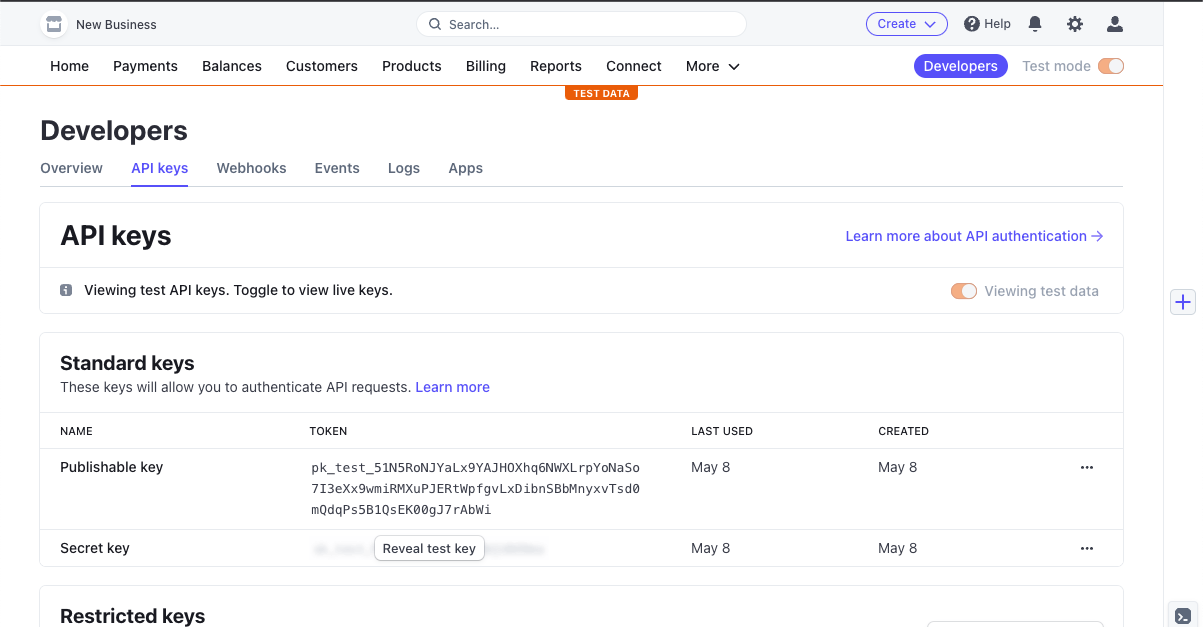 New Business
Search...
Create
Help
Home Payments Balances Customers Products Billing Reports Connect More
Developers
Test mode
TEST DATA
Developers
Overview API keys Webhooks Events Logs Apps
API keys
Learn more about API authentication →
Viewing test API keys. Toggle to view live keys.
Viewing test data
Standard keys
These keys will allow you to authenticate API requests. Learn more
NAME TOKEN LAST USED CREATED
Publishable key
pk_test_51N5RoNJYaLx9YAJHOXhq6NWXLrpYoNaSo
7I3eXx9wmiRMXuPJERtWpfgvLxDibnSBbMnyxvTsd0
mQdqPs5B1QsEK00gJ7rAbWi
May 8 May 8
Secret key
Reveal test key
May 8 May 8
Restricted keys